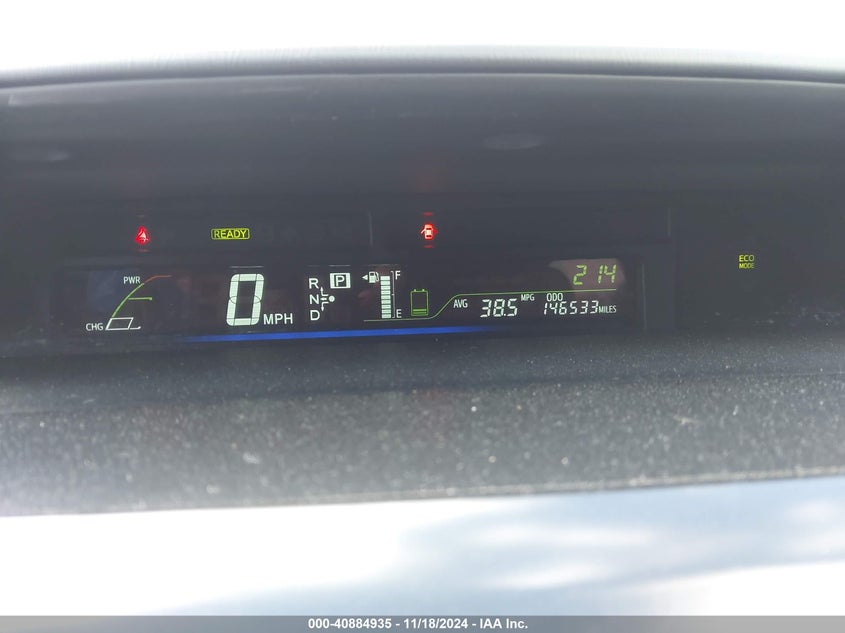 READY
ECO
MODE
PWR
CHG
0 MPH
R
N
D
P
F
E
214
AVG 38.5 MPG
ODO 146533 MILES
000-40884935 - 11/18/2024 - IAA Inc.